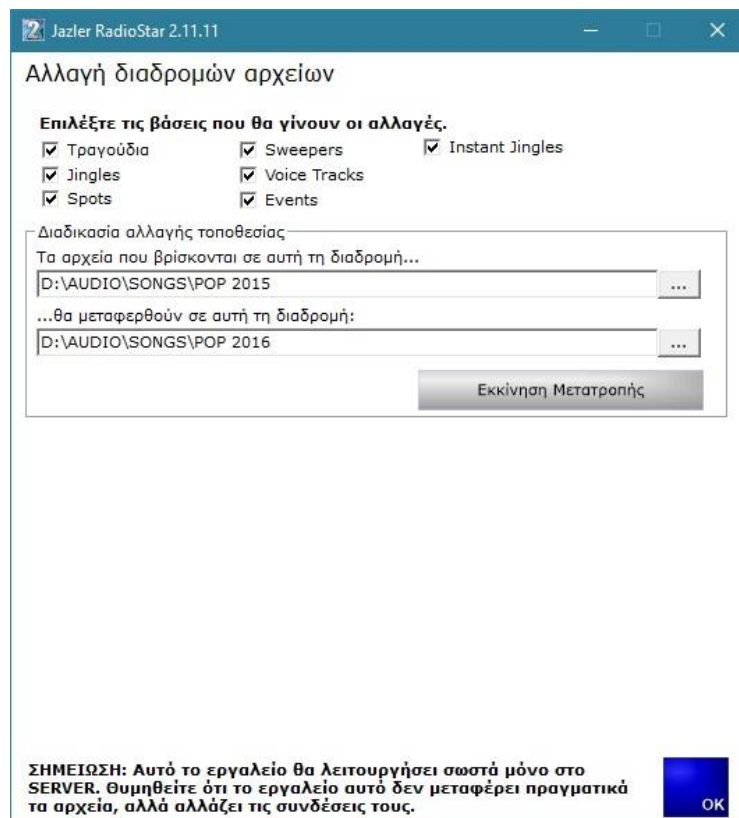 Jazler RadioStar 2.11.11
Αλλαγή διαδρομών αρχείων
Επιλέξτε τις βάσεις που θα γίνουν οι αλλαγές.
Τραγούδια Sweepers Instant Jingles
Jingles Voice Tracks
Spots Events
Διαδικασία αλλαγής τοποθεσίας
Τα αρχεία που βρίσκονται σε αυτή τη διαδρομή...
D:\AUDIO\SONGS\POP 2015 ...
...θα μεταφερθούν σε αυτή τη διαδρομή:
D:\AUDIO\SONGS\POP 2016 ...
Εκκίνηση Μετατροπής
ΣΗΜΕΙΩΣΗ: Αυτό το εργαλείο θα λειτουργήσει σωστά μόνο στο
SERVER. Θυμηθείτε ότι το εργαλείο αυτό δεν μεταφέρει πραγματικά
τα αρχεία, αλλά αλλάζει τις συνδέσεις τους.
OK